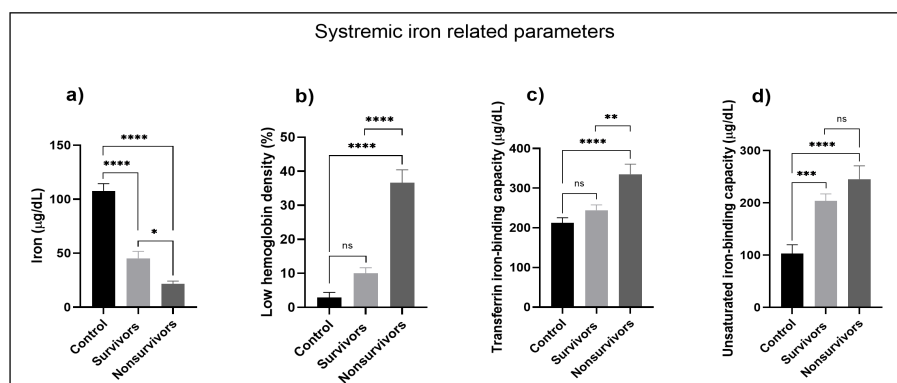 Systremic iron related parameters
a)
Iron (µg/dL)
150
100
50
0
****
****
*
Control
Survivors
Nonsurvivors
b)
Low hemoglobin density (%)
50
40
30
20
10
0
****
****
ns
Control
Survivors
Nonsurvivors
c)
Transferrin iron-binding capacity (µg/dL)
400
300
200
100
0
**
****
ns
Control
Survivors
Nonsurvivors
d)
Unsaturated iron-binding capacity (µg/dL)
300
200
100
0
ns
****
***
Control
Survivors
Nonsurvivors